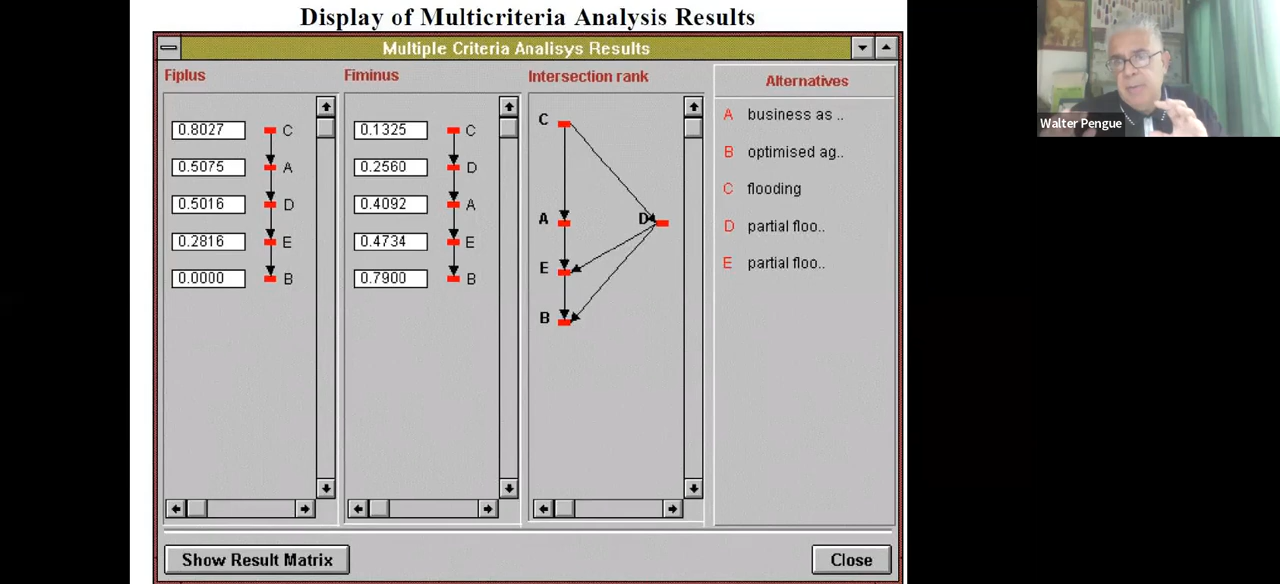 Display of Multicriteria Analysis Results
Multiple Criteria Analisys Results
Fiplus
0.8027 C
0.5075 A
0.5016 D
0.2816 E
0.0000 B
Fiminus
0.1325 C
0.2560 D
0.4092 A
0.4734 E
0.7900 B
Intersection rank
C
A D
E
B
Alternatives
A business as ..
B optimised ag..
C flooding
D partial floo..
E partial floo..
Show Result Matrix
Close
Walter Pengue